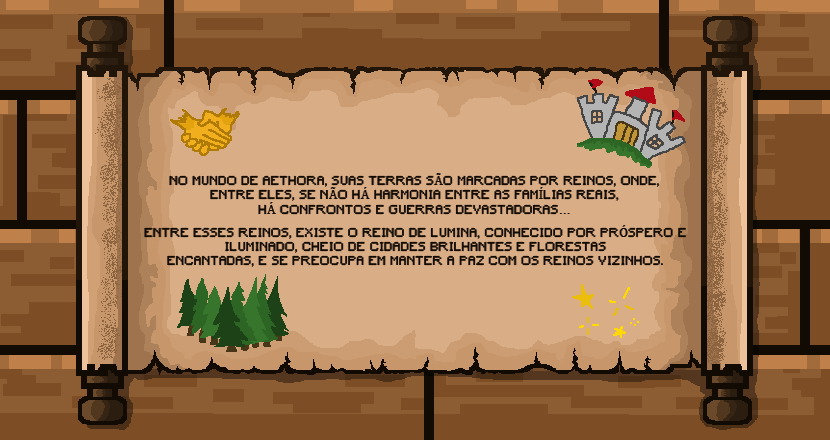 NO MUNDO DE AETHORA, SUAS TERRAS SÃO MARCADAS POR REINOS, ONDE,
ENTRE ELES, SE NÃO HÁ HARMONIA ENTRE AS FAMÍLIAS REAIS,
HÁ CONFRONTOS E GUERRAS DEVASTADORAS...
ENTRE ESSES REINOS, EXISTE O REINO DE LUMINA, CONHECIDO POR PRÓSPERO E
ILUMINADO, CHEIO DE CIDADES BRILHANTES E FLORESTAS
ENCANTADAS, E SE PREOCUPA EM MANTER A PAZ COM OS REINOS VIZINHOS.